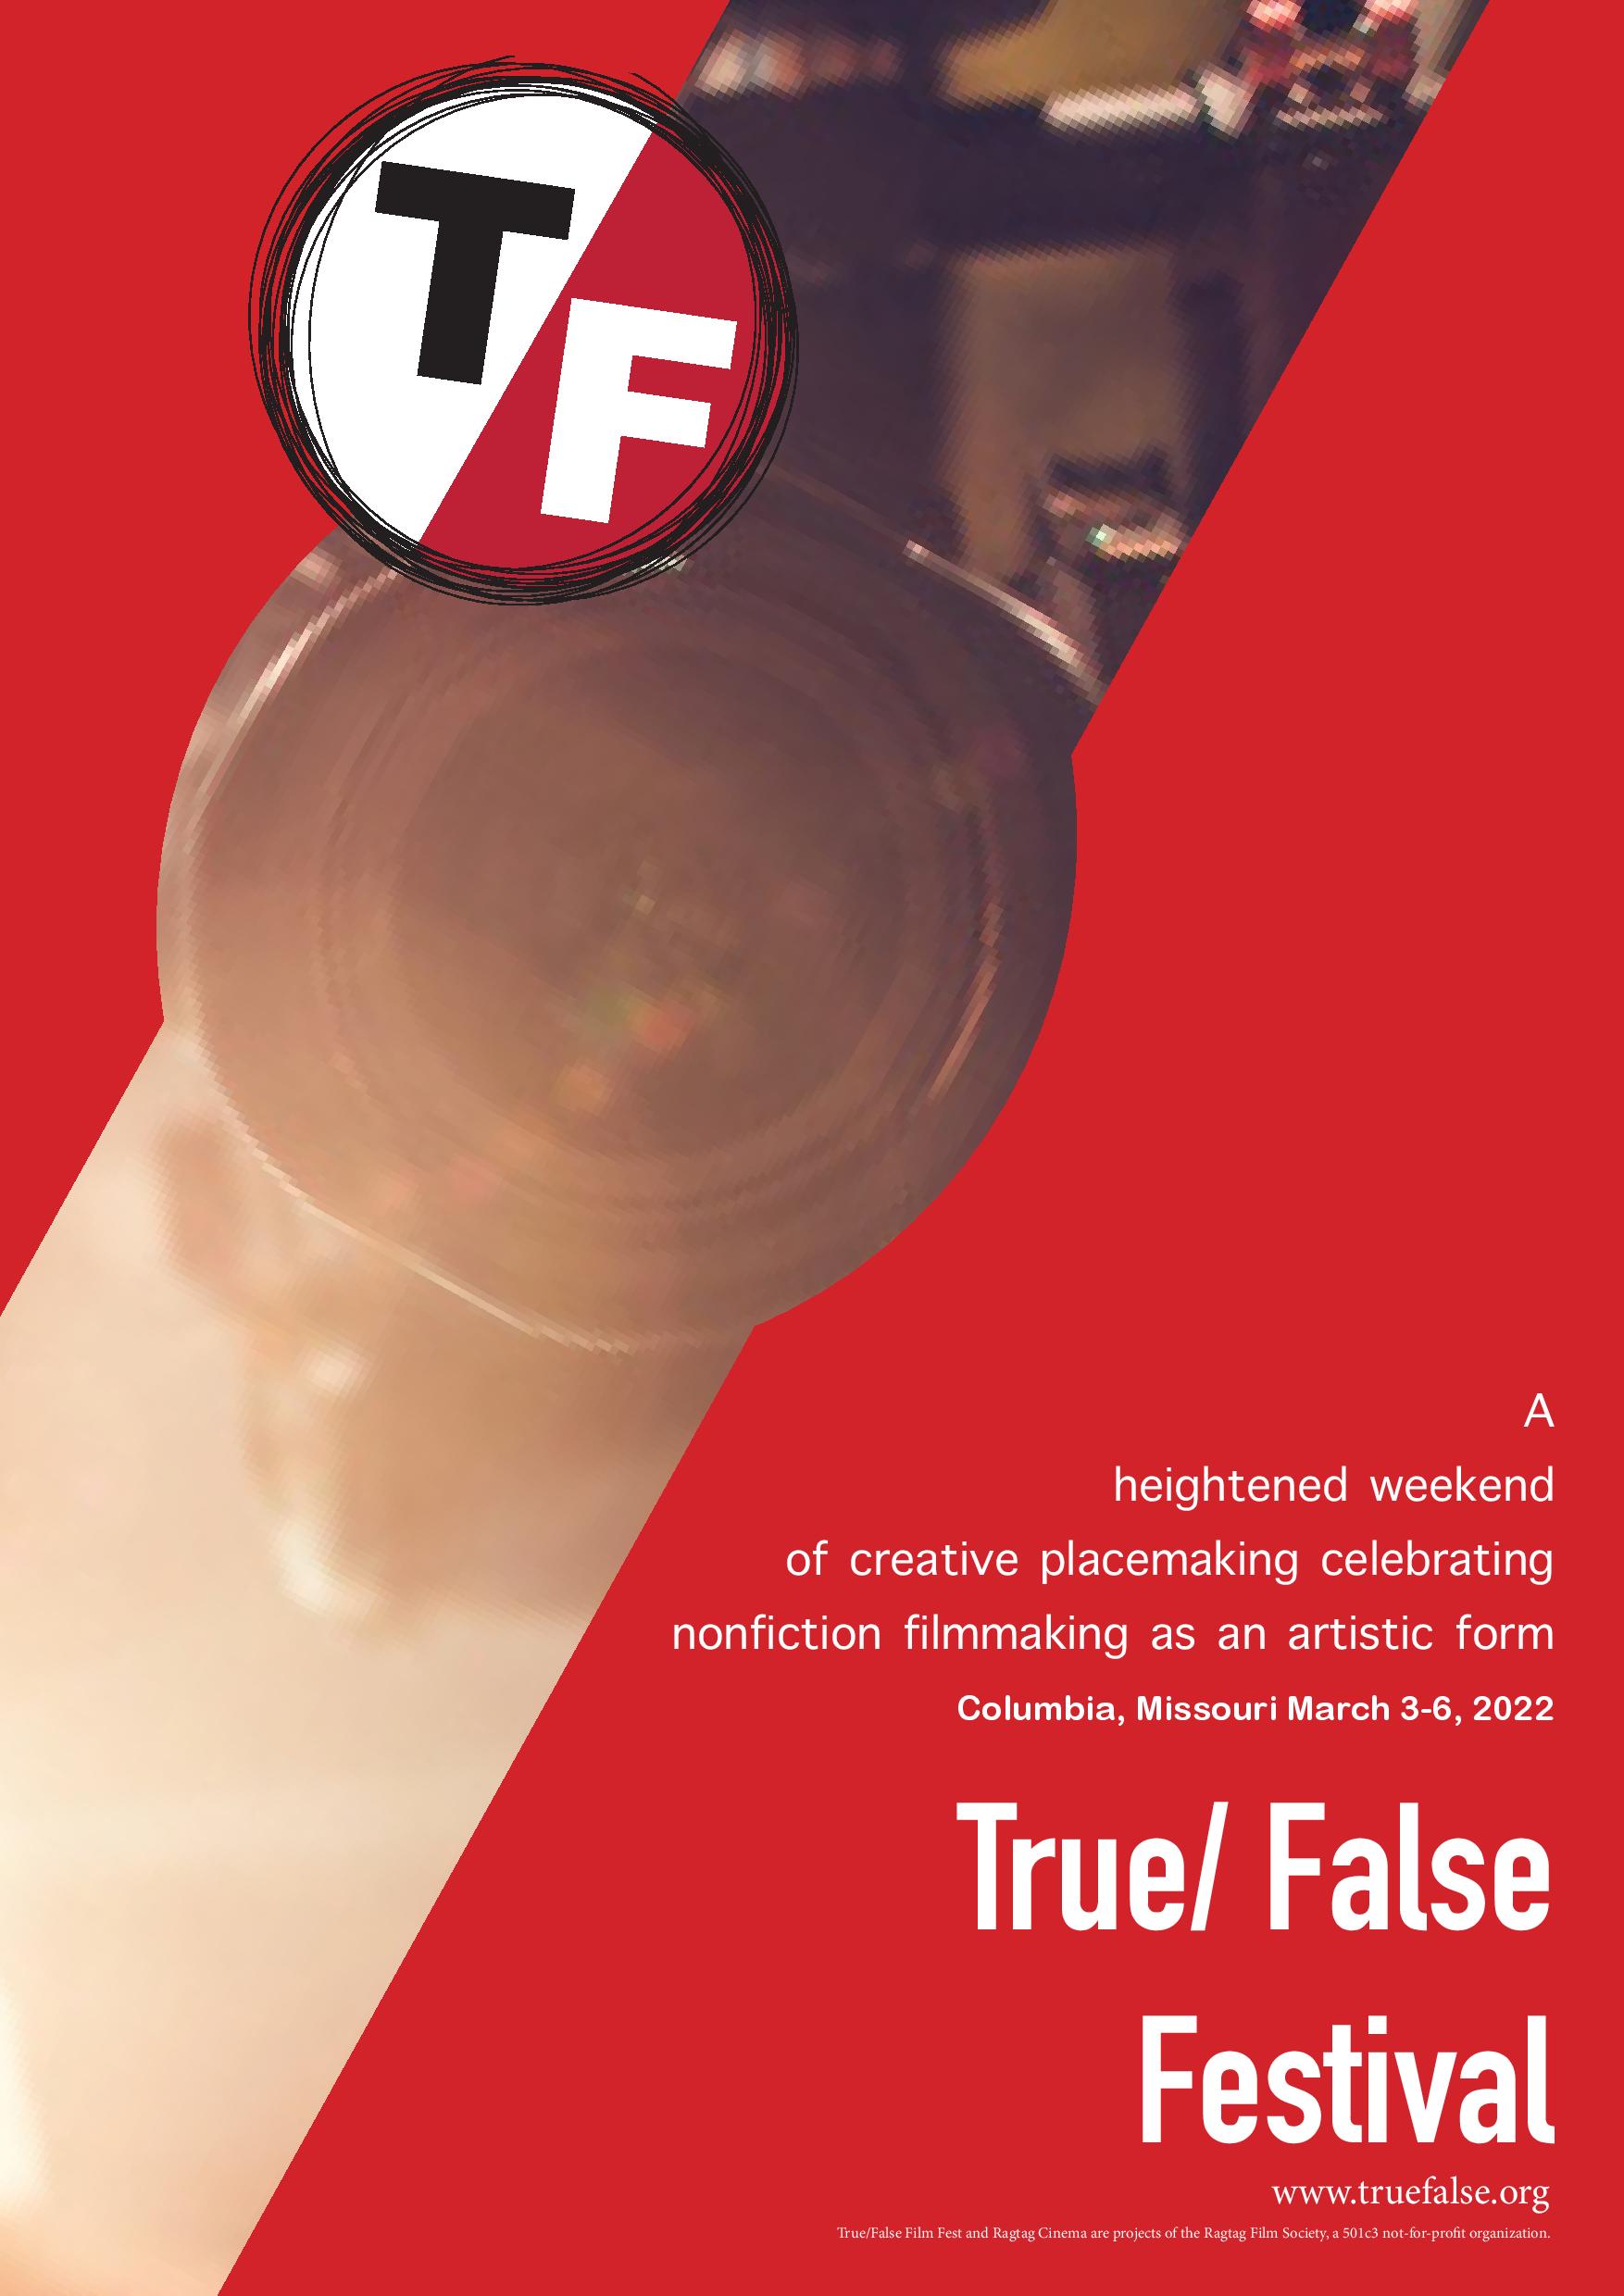 T
F
A
heightened weekend
of creative placemaking celebrating
nonfiction filmmaking as an artistic form
Columbia, Missouri March 3-6, 2022
True/ False
Festival
www.truefalse.org
True/False Film Fest and Ragtag Cinema are projects of the Ragtag Film Society, a 501c3 not-for-profit organization.